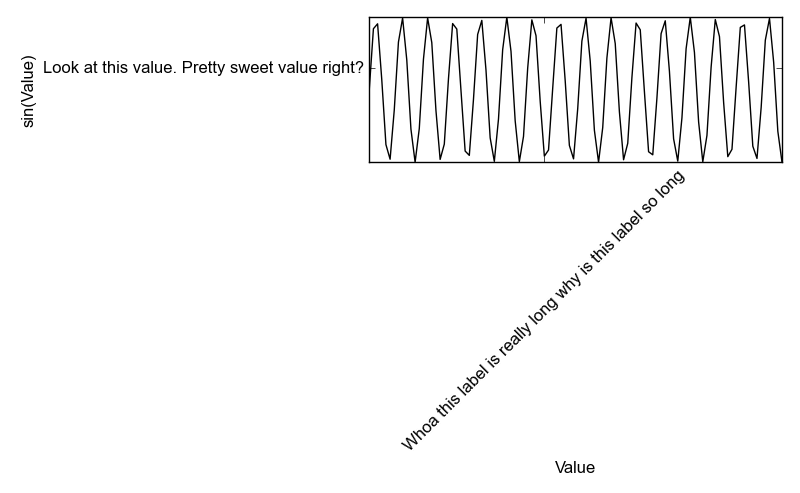 sin(Value)
Look at this value. Pretty sweet value right?
Whoa this label is really long why is this label so long
Value